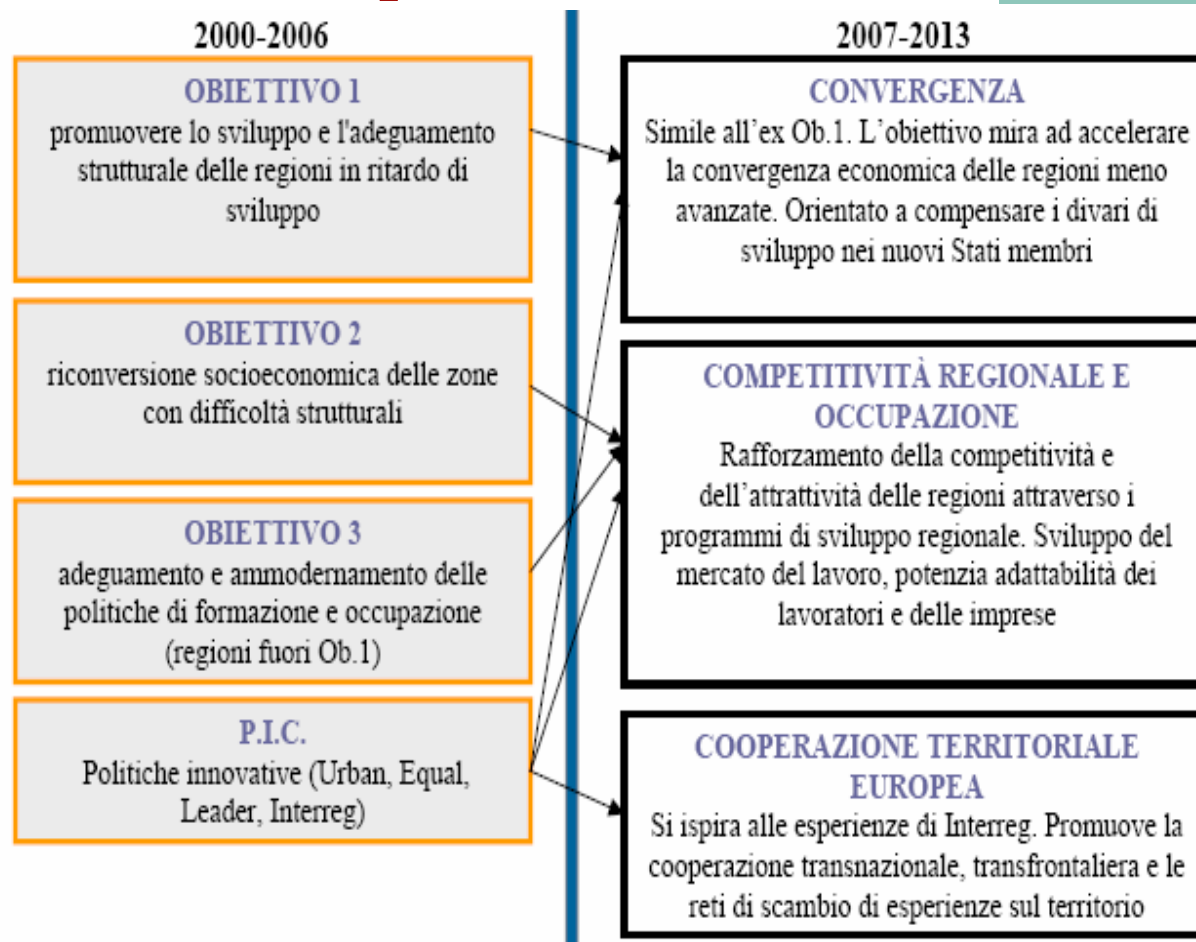 2000-2006
OBIETTIVO 1
promuovere lo sviluppo e l'adeguamento
strutturale delle regioni in ritardo di
sviluppo
OBIETTIVO 2
riconversione socioeconomica delle zone
con difficoltà strutturali
OBIETTIVO 3
adeguamento e ammodernamento delle
politiche di formazione e occupazione
(regioni fuori Ob.1)
P.I.C.
Politiche innovative (Urban, Equal,
Leader, Interreg)
2007-2013
CONVERGENZA
Simile all’ex Ob.1. L’obiettivo mira ad accelerare
la convergenza economica delle regioni meno
avanzate. Orientato a compensare i divari di
sviluppo nei nuovi Stati membri
COMPETITIVITÀ REGIONALE E
OCCUPAZIONE
Rafforzamento della competitività e
dell’attrattività delle regioni attraverso i
programmi di sviluppo regionale. Sviluppo del
mercato del lavoro, potenzia adattabilità dei
lavoratori e delle imprese
COOPERAZIONE TERRITORIALE
EUROPEA
Si ispira alle esperienze di Interreg. Promuove la
cooperazione transnazionale, transfrontaliera e le
reti di scambio di esperienze sul territorio